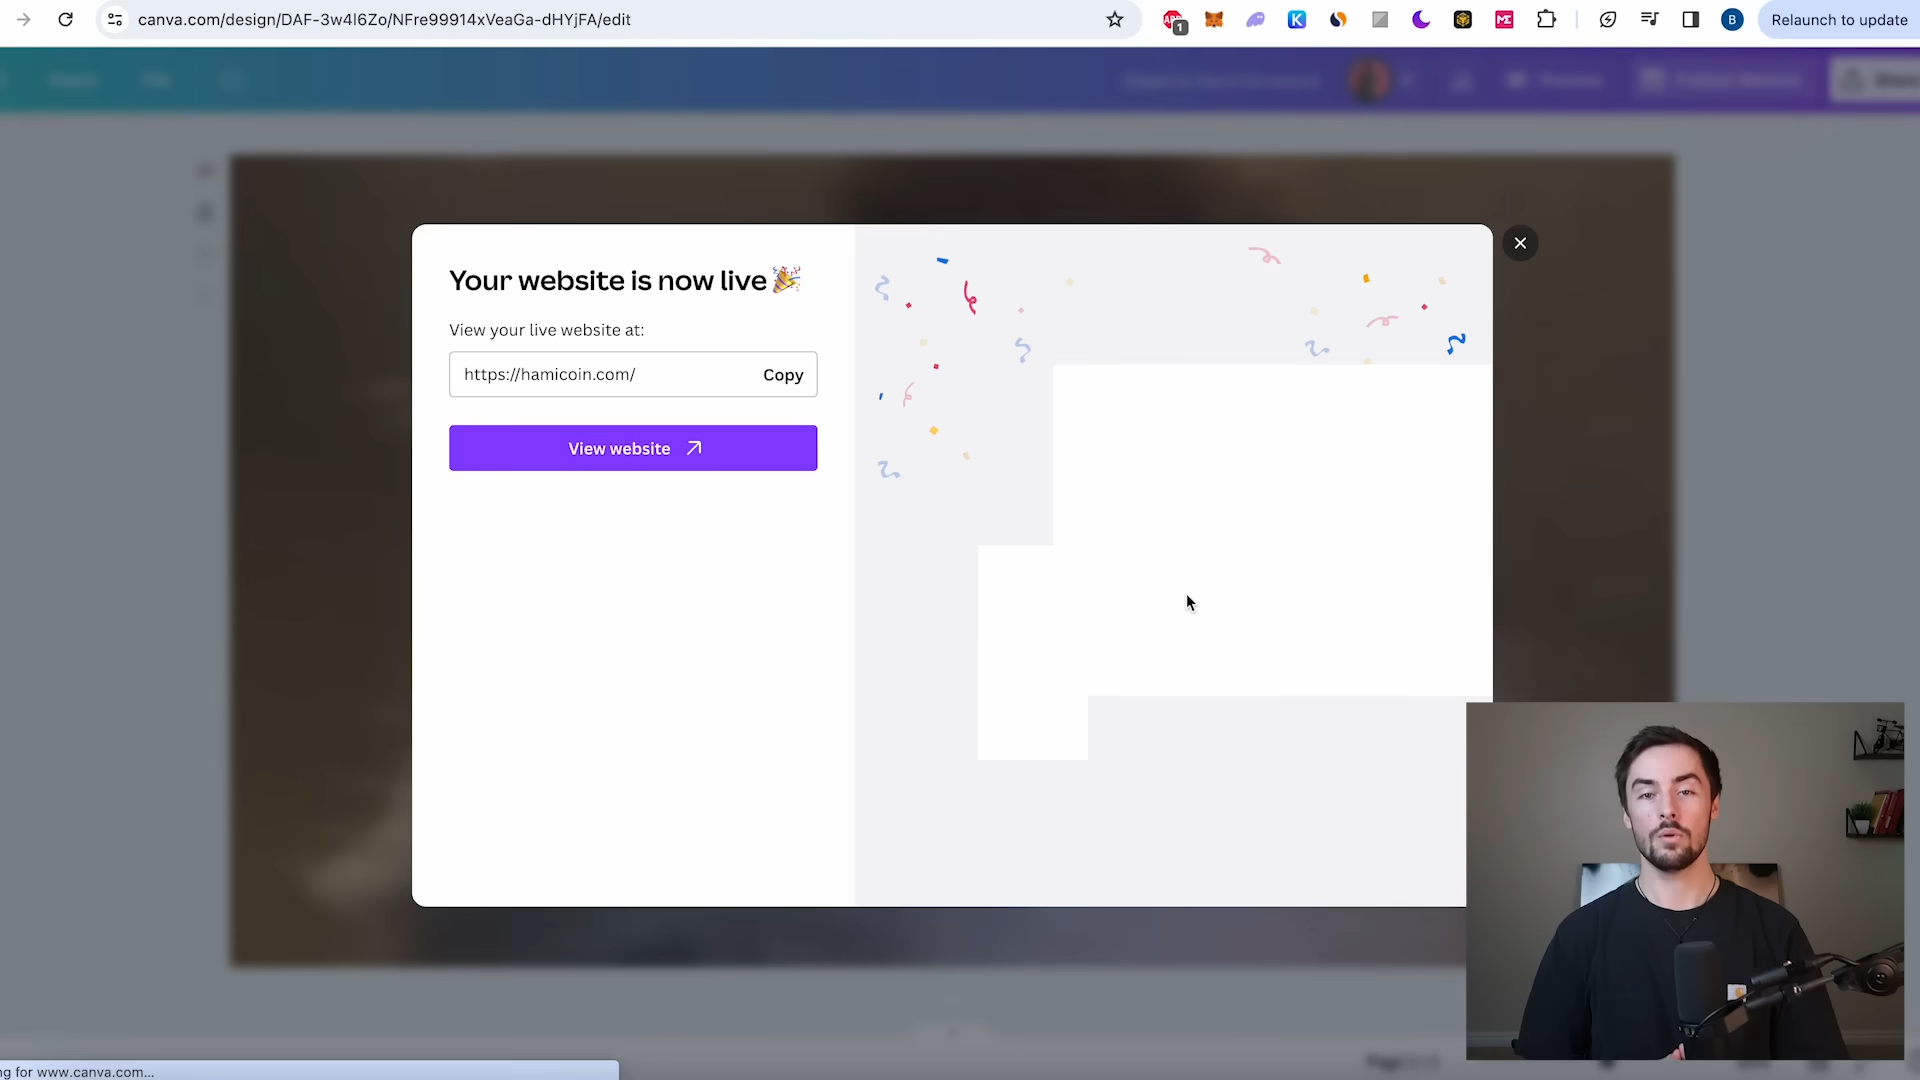 canva.com/design/DAF-3w4l6Zo/NFre99914xVeaGa-dHYjFA/edit
1
B
Relaunch to update
Your website is now live
View your live website at:
https://hamicoin.com/
Copy
View website
for www.canva.com...